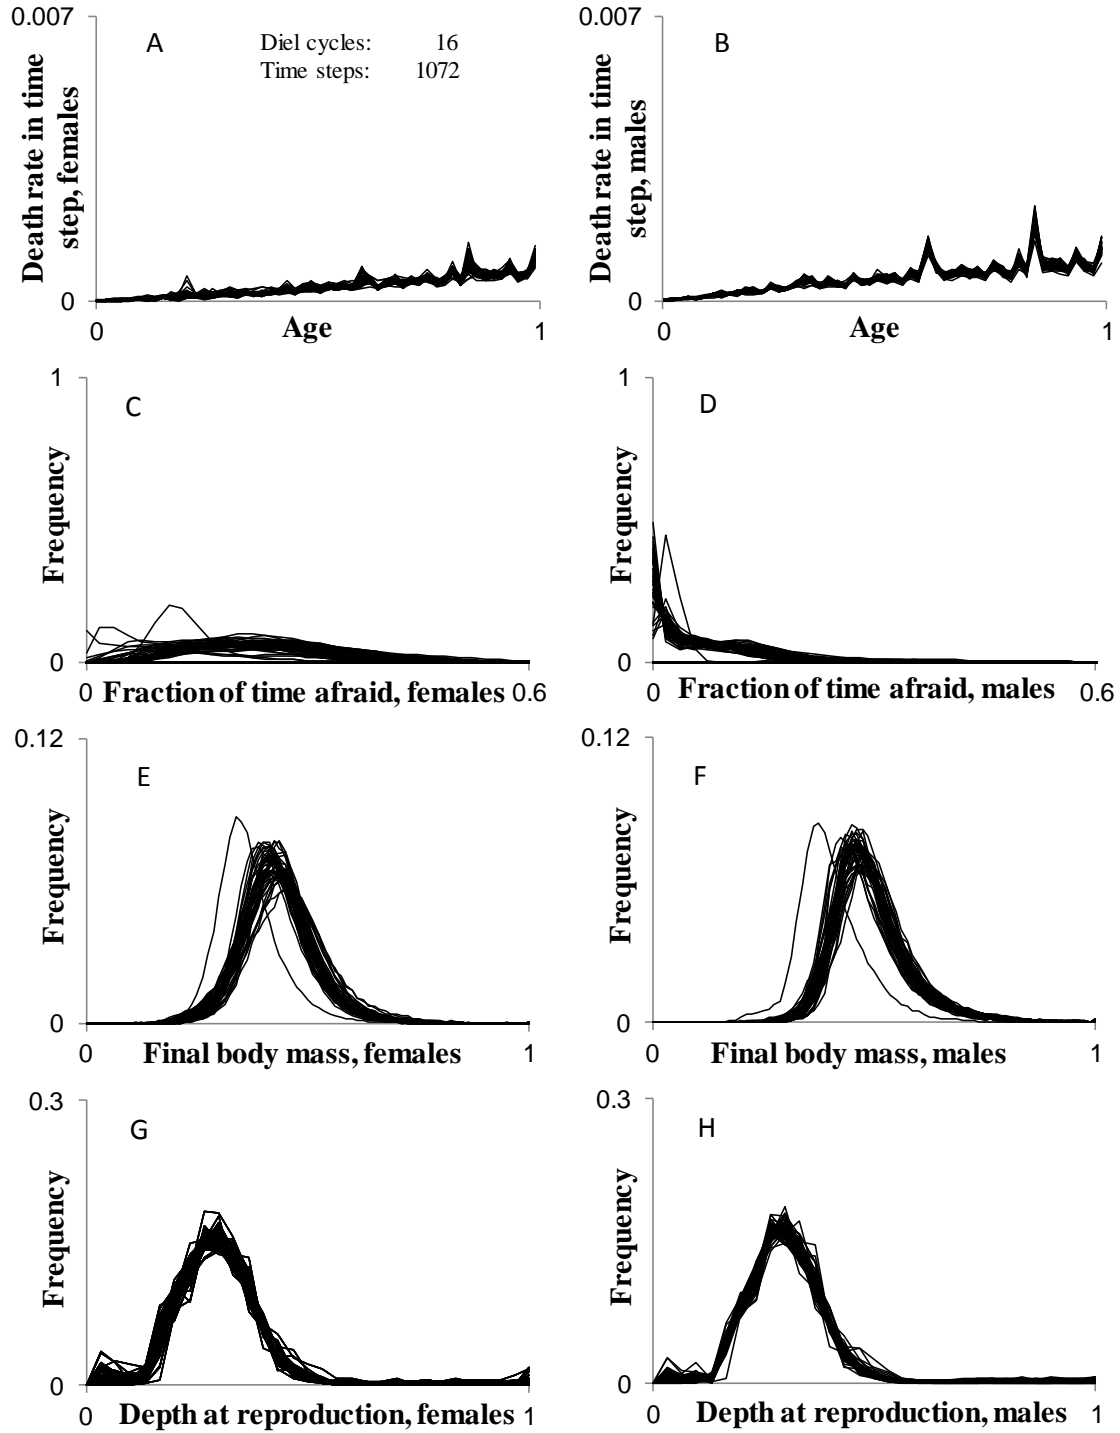 0.007
A
Diel cycles: 16
Time steps: 1072
Death rate in time
step, females
0
0
Age
1
0.007
B
Death rate in time
step, males
0
0
Age
1
1
C
Frequency
0
0
Fraction of time afraid, females
0.6
1
D
Frequency
0
0
Fraction of time afraid, males
0.6
0.12
E
Frequency
0
0
Final body mass, females
1
0.12
F
Frequency
0
0
Final body mass, males
1
0.3
G
Frequency
0
0
Depth at reproduction, females
1
0.3
H
Frequency
0
0
Depth at reproduction, males
1